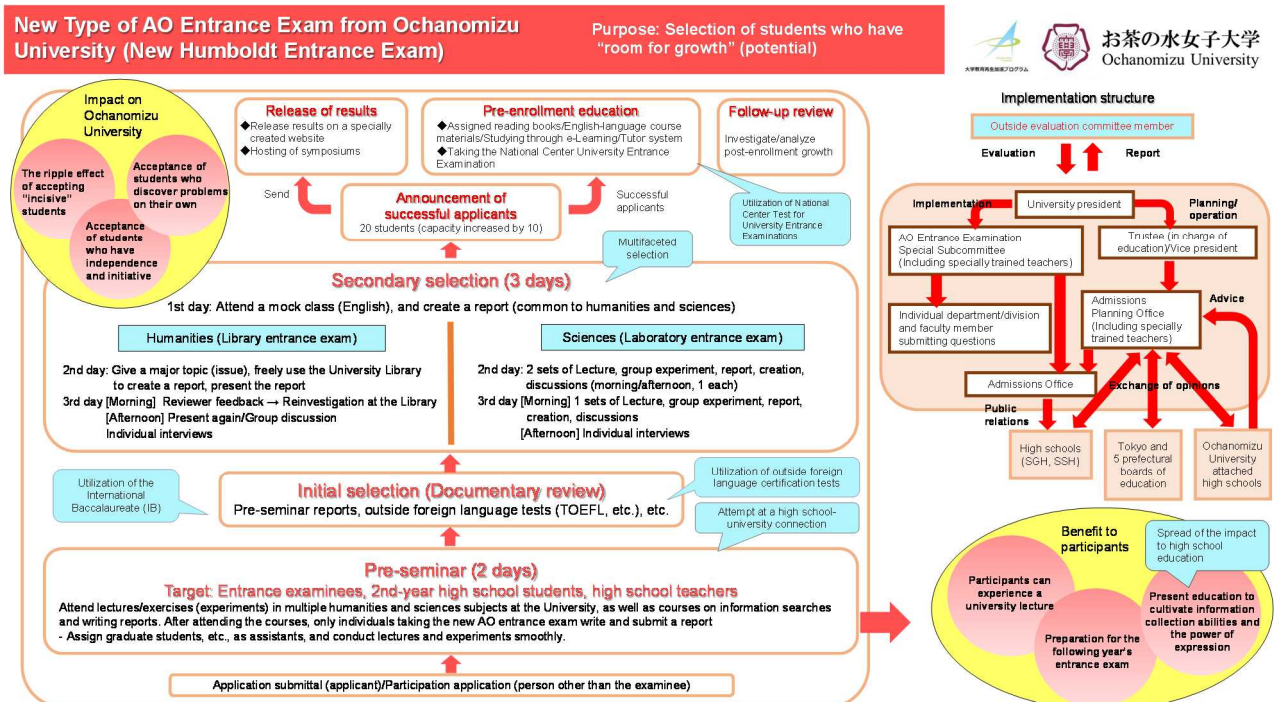 New Type of AO Entrance Exam from Ochanomizu
University (New Humboldt Entrance Exam)
Purpose: Selection of students who have
"room for growth" (potential)
大学教育再生加速プログラム
お茶の水女子大学
Ochanomizu University
Impact on
Ochanomizu
University
The ripple effect
of accepting
"incisive"
students
Acceptance of
students who
discover problems
on their own
Acceptance
of students
who have
independence
and initiative
Release of results
◆Release results on a specially
created website
◆Hosting of symposiums
Pre-enrollment education
◆Assigned reading books/English-language course
materials/Studying through e-Learning/Tutor system
◆Taking the National Center University Entrance
Examination
Follow-up review
Investigate/analyze
post-enrollment growth
Send
Announcement of
successful applicants
20 students (capacity increased by 10)
Successful
applicants
Utilization of National
Center Test for
University Entrance
Examinations
Multifaceted
selection
Secondary selection (3 days)
1st day: Attend a mock class (English), and create a report (common to humanities and sciences)
Humanities (Library entrance exam)
2nd day: Give a major topic (issue), freely use the University Library
to create a report, present the report
3rd day [Morning] Reviewer feedback → Reinvestigation at the Library
[Afternoon] Present again/Group discussion
Individual interviews
Sciences (Laboratory entrance exam)
2nd day: 2 sets of Lecture, group experiment, report, creation,
discussions (morning/afternoon, 1 each)
3rd day [Morning] 1 sets of Lecture, group experiment, report,
creation, discussions
[Afternoon] Individual interviews
Utilization of the
International
Baccalaureate (IB)
Initial selection (Documentary review)
Pre-seminar reports, outside foreign language tests (TOEFL, etc.), etc.
Utilization of outside foreign
language certification tests
Attempt at a high school-
university connection
Pre-seminar (2 days)
Target: Entrance examinees, 2nd-year high school students, high school teachers
Attend lectures/exercises (experiments) in multiple humanities and sciences subjects at the University, as well as courses on information searches
and writing reports. After attending the courses, only individuals taking the new AO entrance exam write and submit a report
- Assign graduate students, etc., as assistants, and conduct lectures and experiments smoothly.
Application submittal (applicant)/Participation application (person other than the examinee)
Implementation structure
Outside evaluation committee member
Evaluation
Report
Implementation
University president
Planning/
operation
AO Entrance Examination
Special Subcommittee
(Including specially trained teachers)
Trustee (in charge of
education)/Vice president
Individual department/division
and faculty member
submitting questions
Admissions
Planning Office
(Including specially
trained teachers)
Advice
Admissions Office
Exchange of opinions
Public
relations
High schools
(SGH, SSH)
Tokyo and
5 prefectural
boards of
education
Ochanomizu
University
attached
high schools
Benefit to
participants
Spread of the impact
to high school
education
Participants can
experience a
university lecture
Preparation for the
following year's
entrance exam
Present education to
cultivate information
collection abilities and
the power of
expression